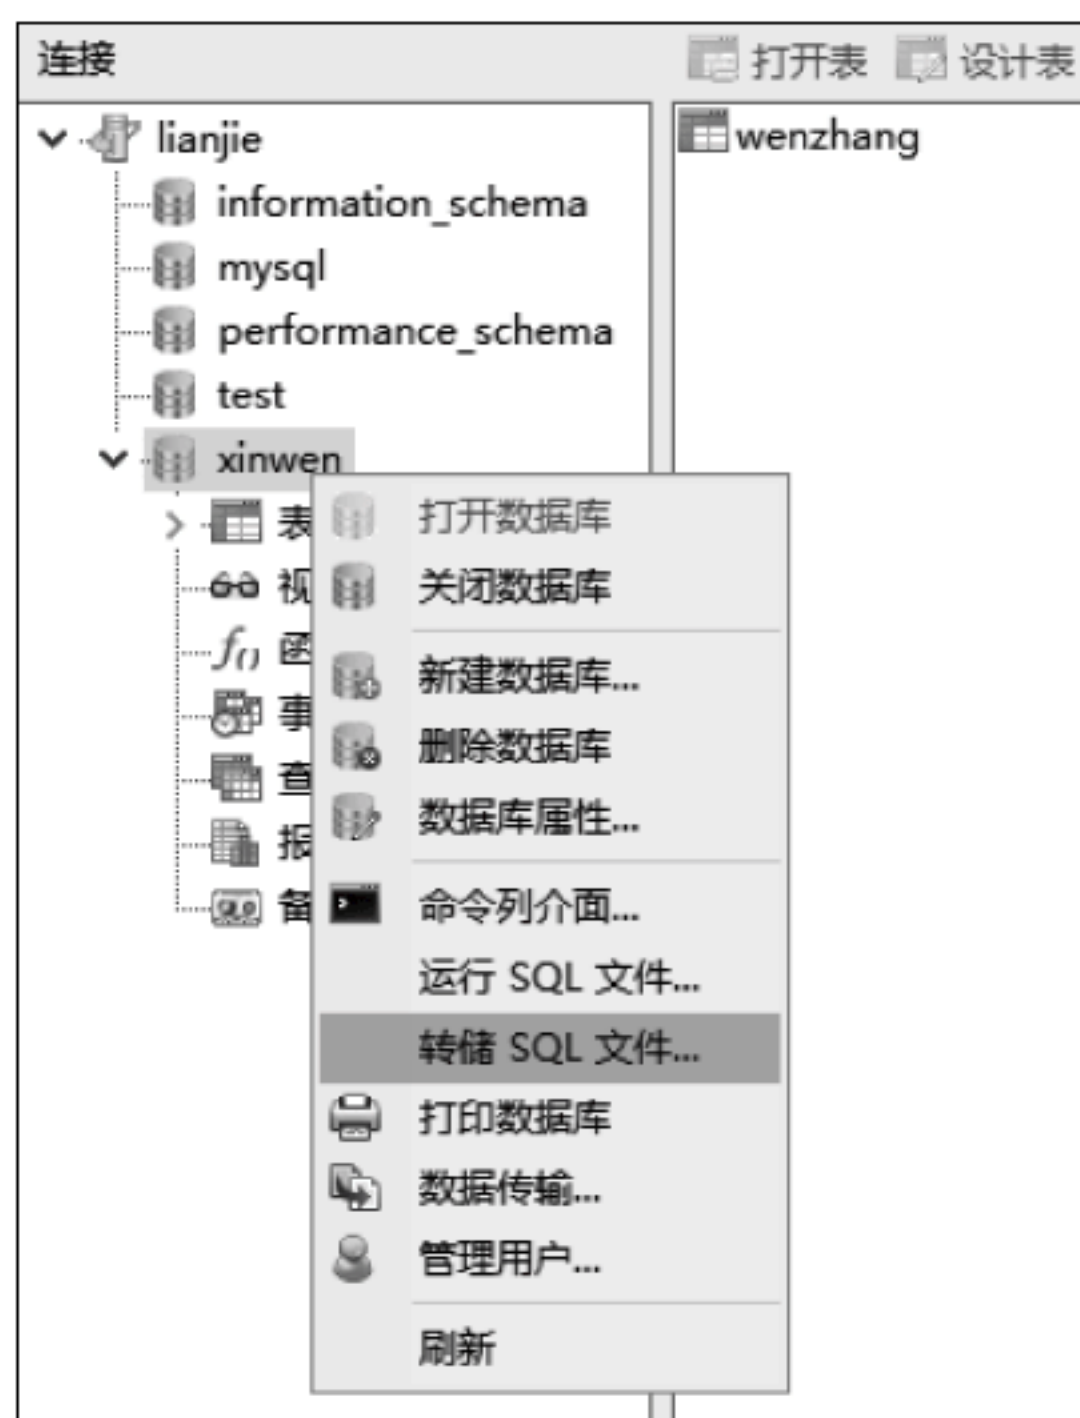 连接
打开表 设计表
lianjie
wenzhang
information_schema
mysql
performance_schema
test
xinwen
表
视
函
事
查
报
备
打开数据库
关闭数据库
新建数据库...
删除数据库
数据库属性...
命令列介面...
运行 SQL 文件...
转储 SQL 文件...
打印数据库
数据传输...
管理用户...
刷新